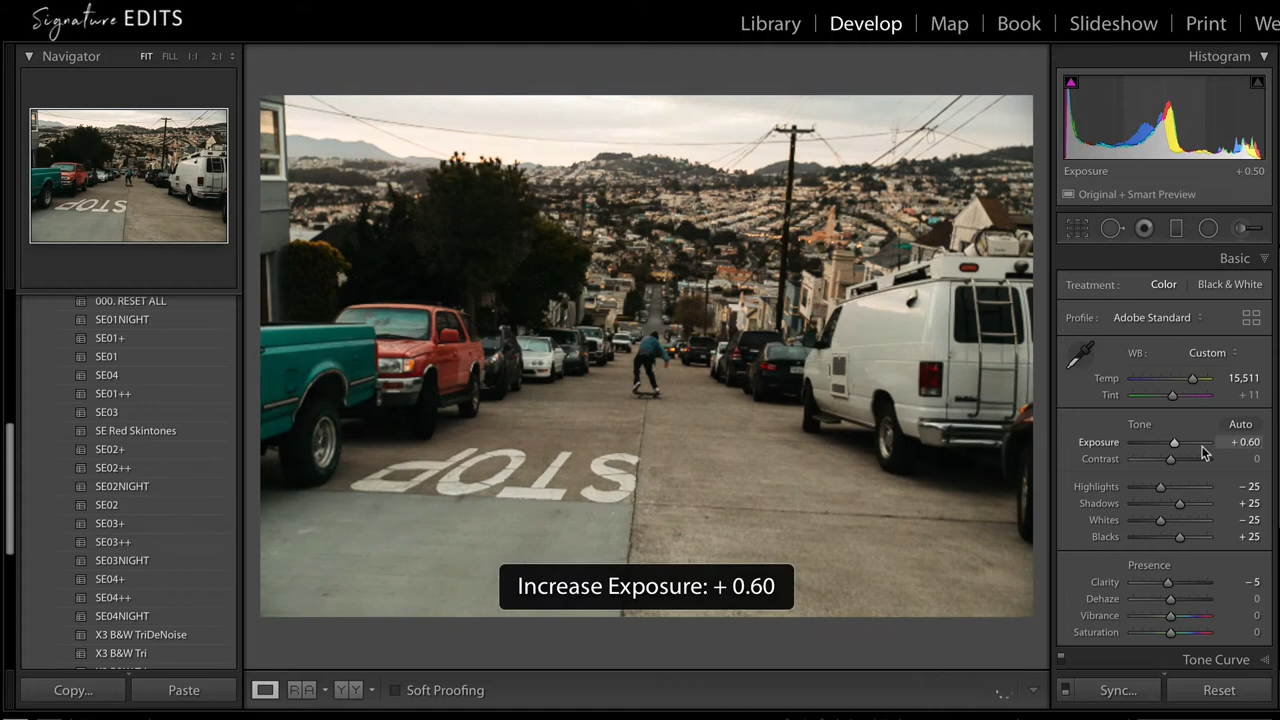 Signature EDITS
Library | Develop | Map | Book | Slideshow | Print | We
Navigator FIT FILL 1:1 2:1
000. RESET ALL
SE01NIGHT
SE01+
SE01
SE04
SE01++
SE03
SE Red Skintones
SE02+
SE02++
SE02NIGHT
SE02
SE03+
SE03++
SE03NIGHT
SE04+
SE04++
SE04NIGHT
X3 B&W TriDeNoise
X3 B&W Tri
Copy...
Paste
STOP
Increase Exposure: + 0.60
Soft Proofing
Histogram
Exposure + 0.50
Original + Smart Preview
Basic
Treatment : Color | Black & White
Profile : Adobe Standard
WB : Custom
Temp 15,511
Tint + 11
Tone Auto
Exposure + 0.60
Contrast 0
Highlights − 25
Shadows + 25
Whites − 25
Blacks + 25
Presence
Clarity − 5
Dehaze 0
Vibrance 0
Saturation 0
Tone Curve
Sync...
Reset